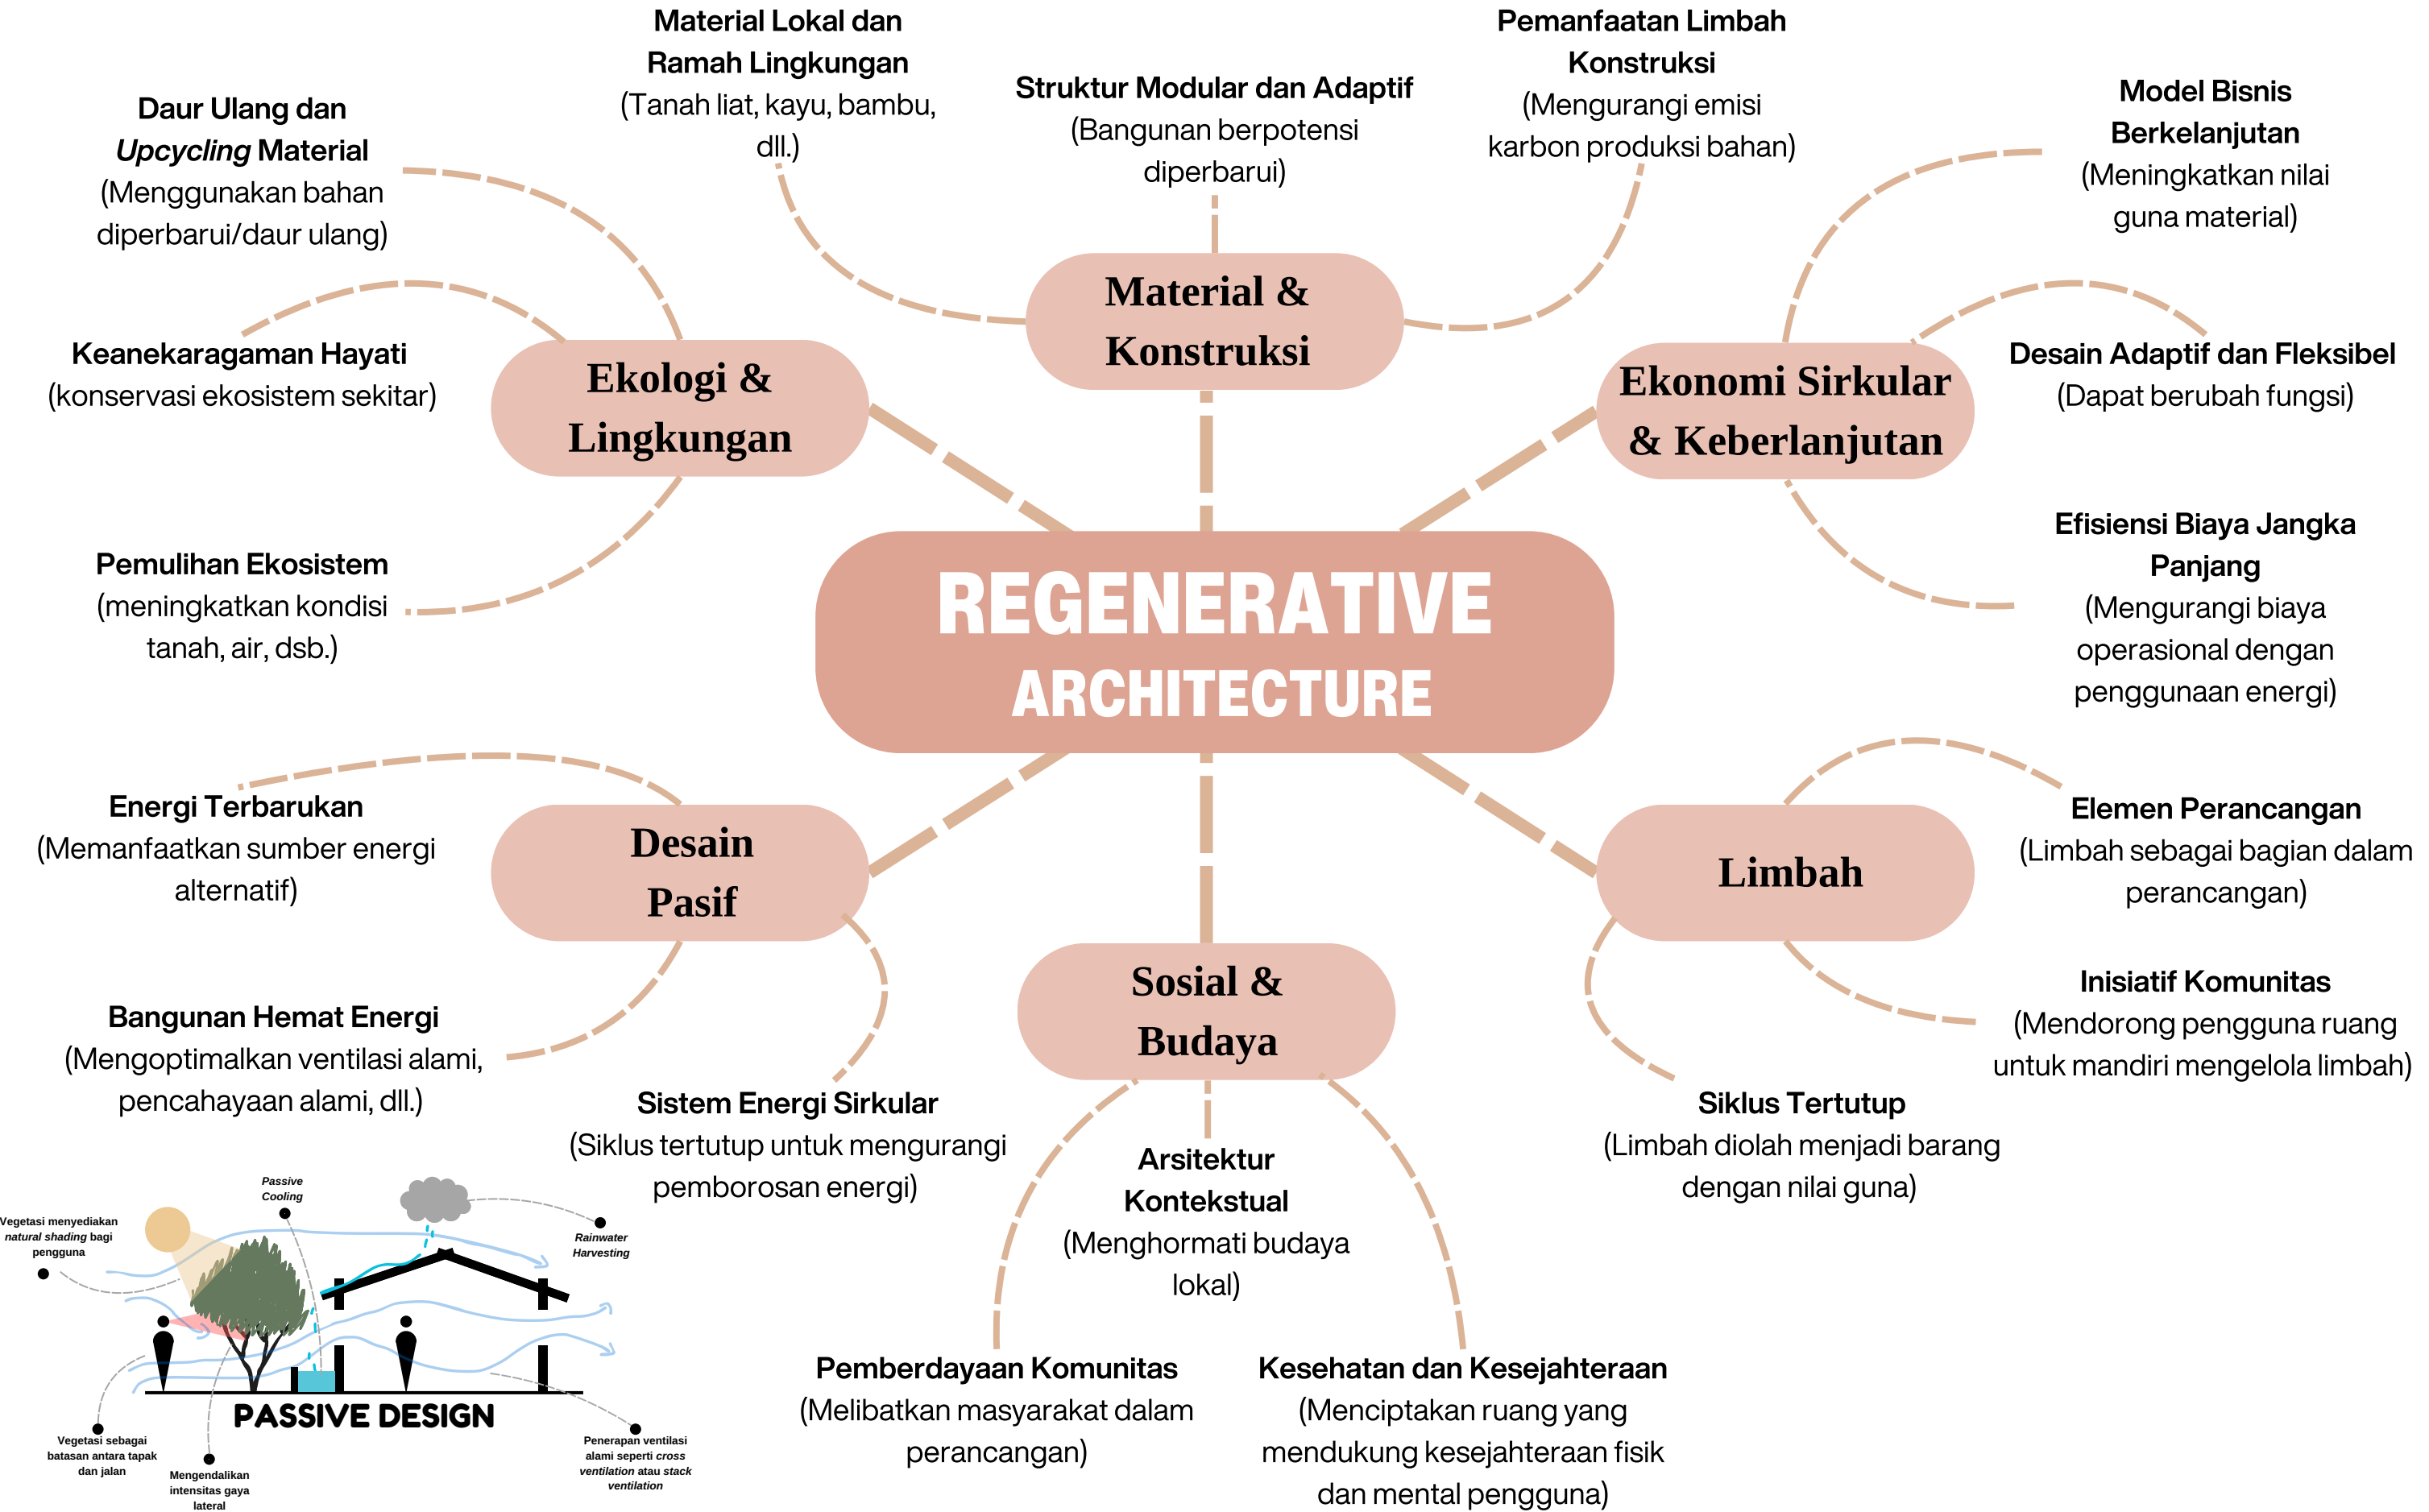 Material Lokal dan
Ramah Lingkungan
(Tanah liat, kayu, bambu,
dll.)
Struktur Modular dan Adaptif
(Bangunan berpotensi
diperbarui)
Pemanfaatan Limbah
Konstruksi
(Mengurangi emisi
karbon produksi bahan)
Daur Ulang dan
Upcycling Material
(Menggunakan bahan
diperbarui/daur ulang)
Model Bisnis
Berkelanjutan
(Meningkatkan nilai
guna material)
Keanekaragaman Hayati
(konservasi ekosistem sekitar)
Ekologi &
Lingkungan
Material &
Konstruksi
Ekonomi Sirkular
& Keberlanjutan
Desain Adaptif dan Fleksibel
(Dapat berubah fungsi)
Pemulihan Ekosistem
(meningkatkan kondisi
tanah, air, dsb.)
REGENERATIVE
ARCHITECTURE
Efisiensi Biaya Jangka
Panjang
(Mengurangi biaya
operasional dengan
penggunaan energi)
Energi Terbarukan
(Memanfaatkan sumber energi
alternatif)
Desain
Pasif
Limbah
Elemen Perancangan
(Limbah sebagai bagian dalam
perancangan)
Sosial &
Budaya
Bangunan Hemat Energi
(Mengoptimalkan ventilasi alami,
pencahayaan alami, dll.)
Inisiatif Komunitas
(Mendorong pengguna ruang
untuk mandiri mengelola limbah)
Sistem Energi Sirkular
(Siklus tertutup untuk mengurangi
pemborosan energi)
Arsitektur
Kontekstual
(Menghormati budaya
lokal)
Siklus Tertutup
(Limbah diolah menjadi barang
dengan nilai guna)
Pemberdayaan Komunitas
(Melibatkan masyarakat dalam
perancangan)
Kesehatan dan Kesejahteraan
(Menciptakan ruang yang
mendukung kesejahteraan fisik
dan mental pengguna)
Passive
Cooling
Vegetasi menyediakan
natural shading bagi
pengguna
Rainwater
Harvesting
PASSIVE DESIGN
Vegetasi sebagai
batasan antara tapak
dan jalan
Mengendalikan
intensitas gaya
lateral
Penerapan ventilasi
alami seperti cross
ventilation atau stack
ventilation